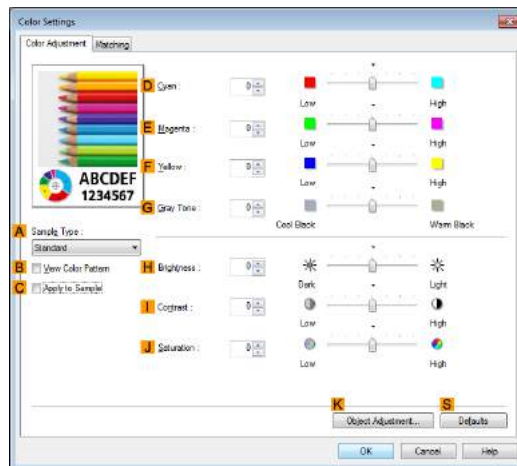 Color Settings
Color Adjustment Matching
D Cyan : 0
Low High
E Magenta : 0
Low High
ABCDEF
1234567
F Yellow : 0
Low High
G Gray Tone : 0
Cool Black Warm Black
A Sample Type :
Standard
B View Color Pattern
C Apply to Sample
H Brightness : 0
Dark Light
I Contrast : 0
Low High
J Saturation : 0
Low High
K S
Object Adjustment... Defaults
OK Cancel Help